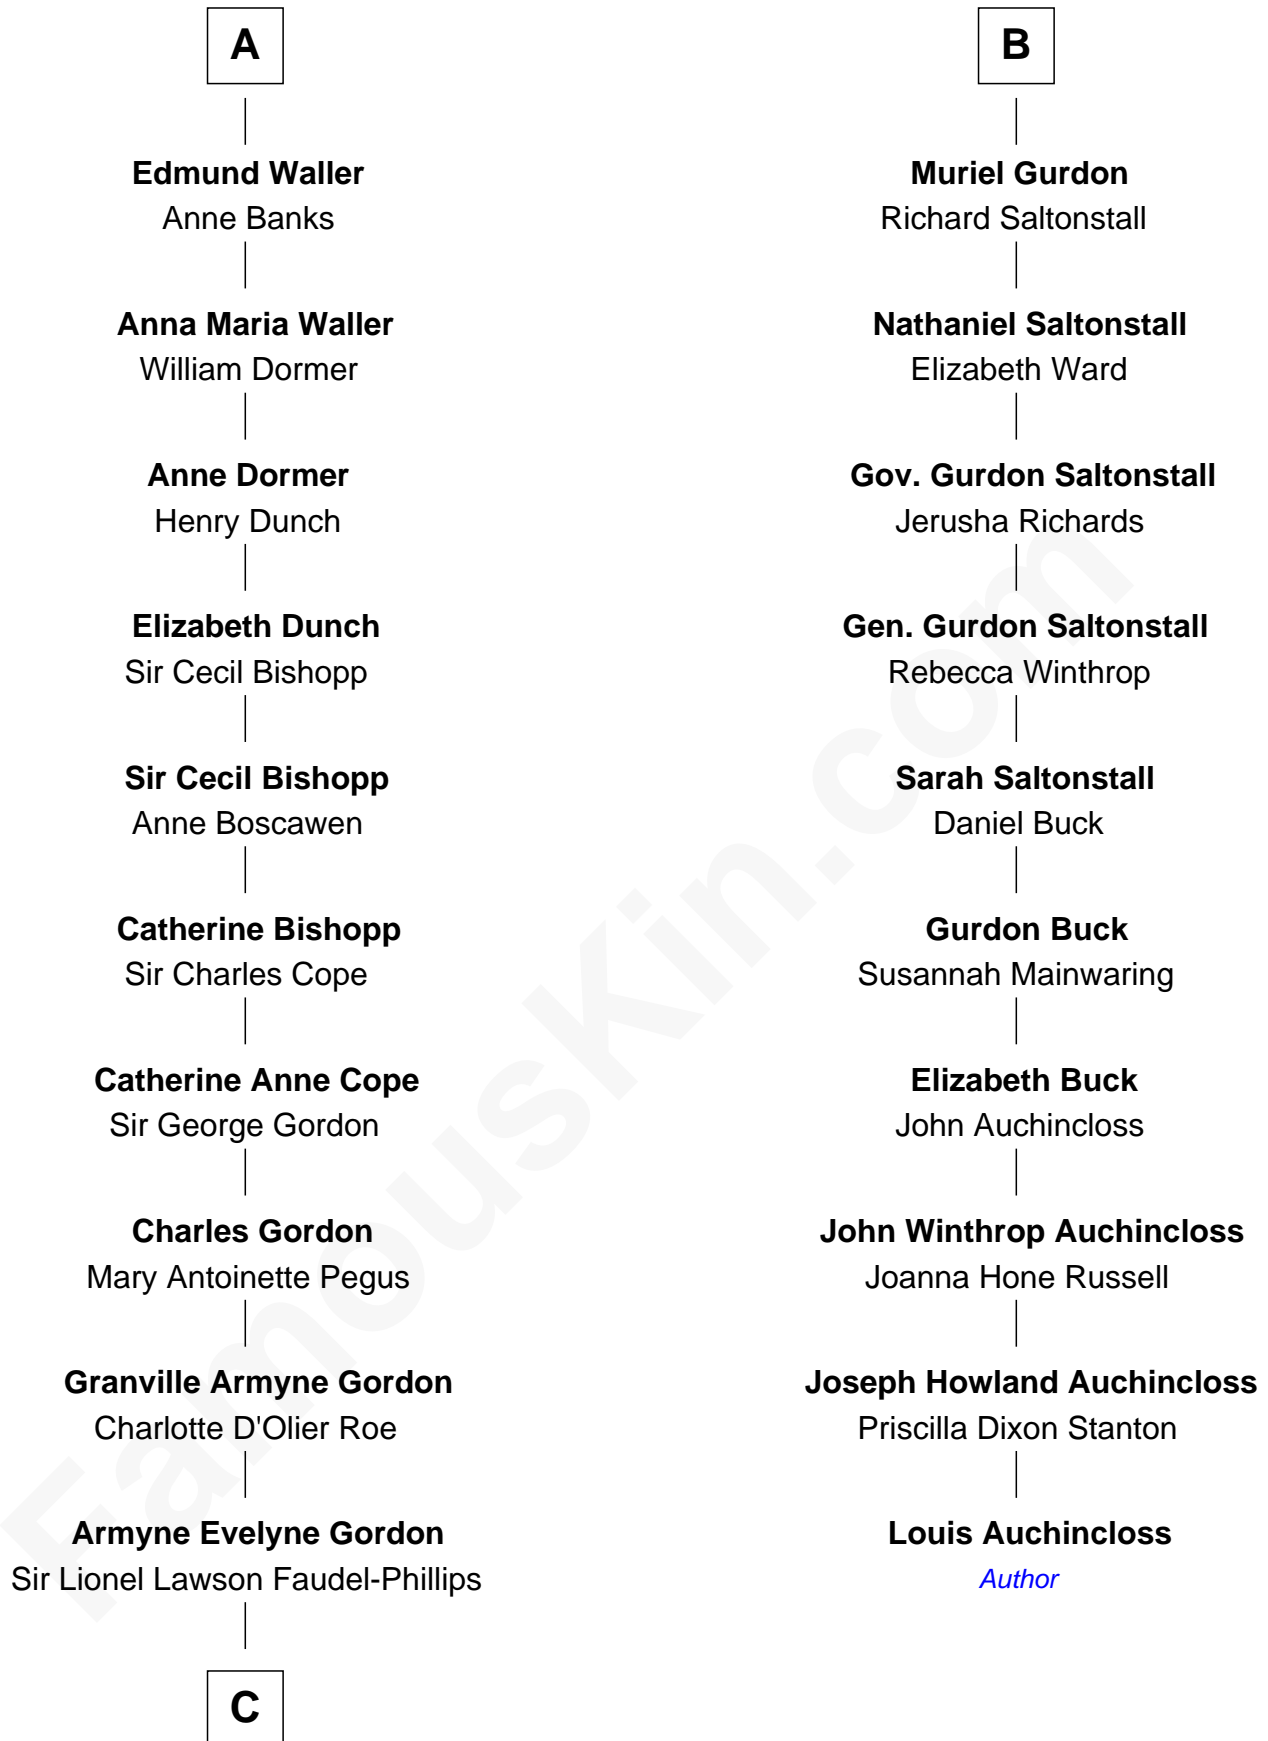 A
Edmund Waller
Anne Banks
Anna Maria Waller
William Dormer
Anne Dormer
Henry Dunch
Elizabeth Dunch
Sir Cecil Bishopp
Sir Cecil Bishopp
Anne Boscawen
Catherine Bishopp
Sir Charles Cope
Catherine Anne Cope
Sir George Gordon
Charles Gordon
Mary Antoinette Pegus
Granville Armyne Gordon
Charlotte D'Olier Roe
Armyne Evelyne Gordon
Sir Lionel Lawson Faudel-Phillips
C
B
Muriel Gurdon
Richard Saltonstall
Nathaniel Saltonstall
Elizabeth Ward
Gov. Gurdon Saltonstall
Jerusha Richards
Gen. Gurdon Saltonstall
Rebecca Winthrop
Sarah Saltonstall
Daniel Buck
Gurdon Buck
Susannah Mainwaring
Elizabeth Buck
John Auchincloss
John Winthrop Auchincloss
Joanna Hone Russell
Joseph Howland Auchincloss
Priscilla Dixon Stanton
Louis Auchincloss
Author
FamousKin.com